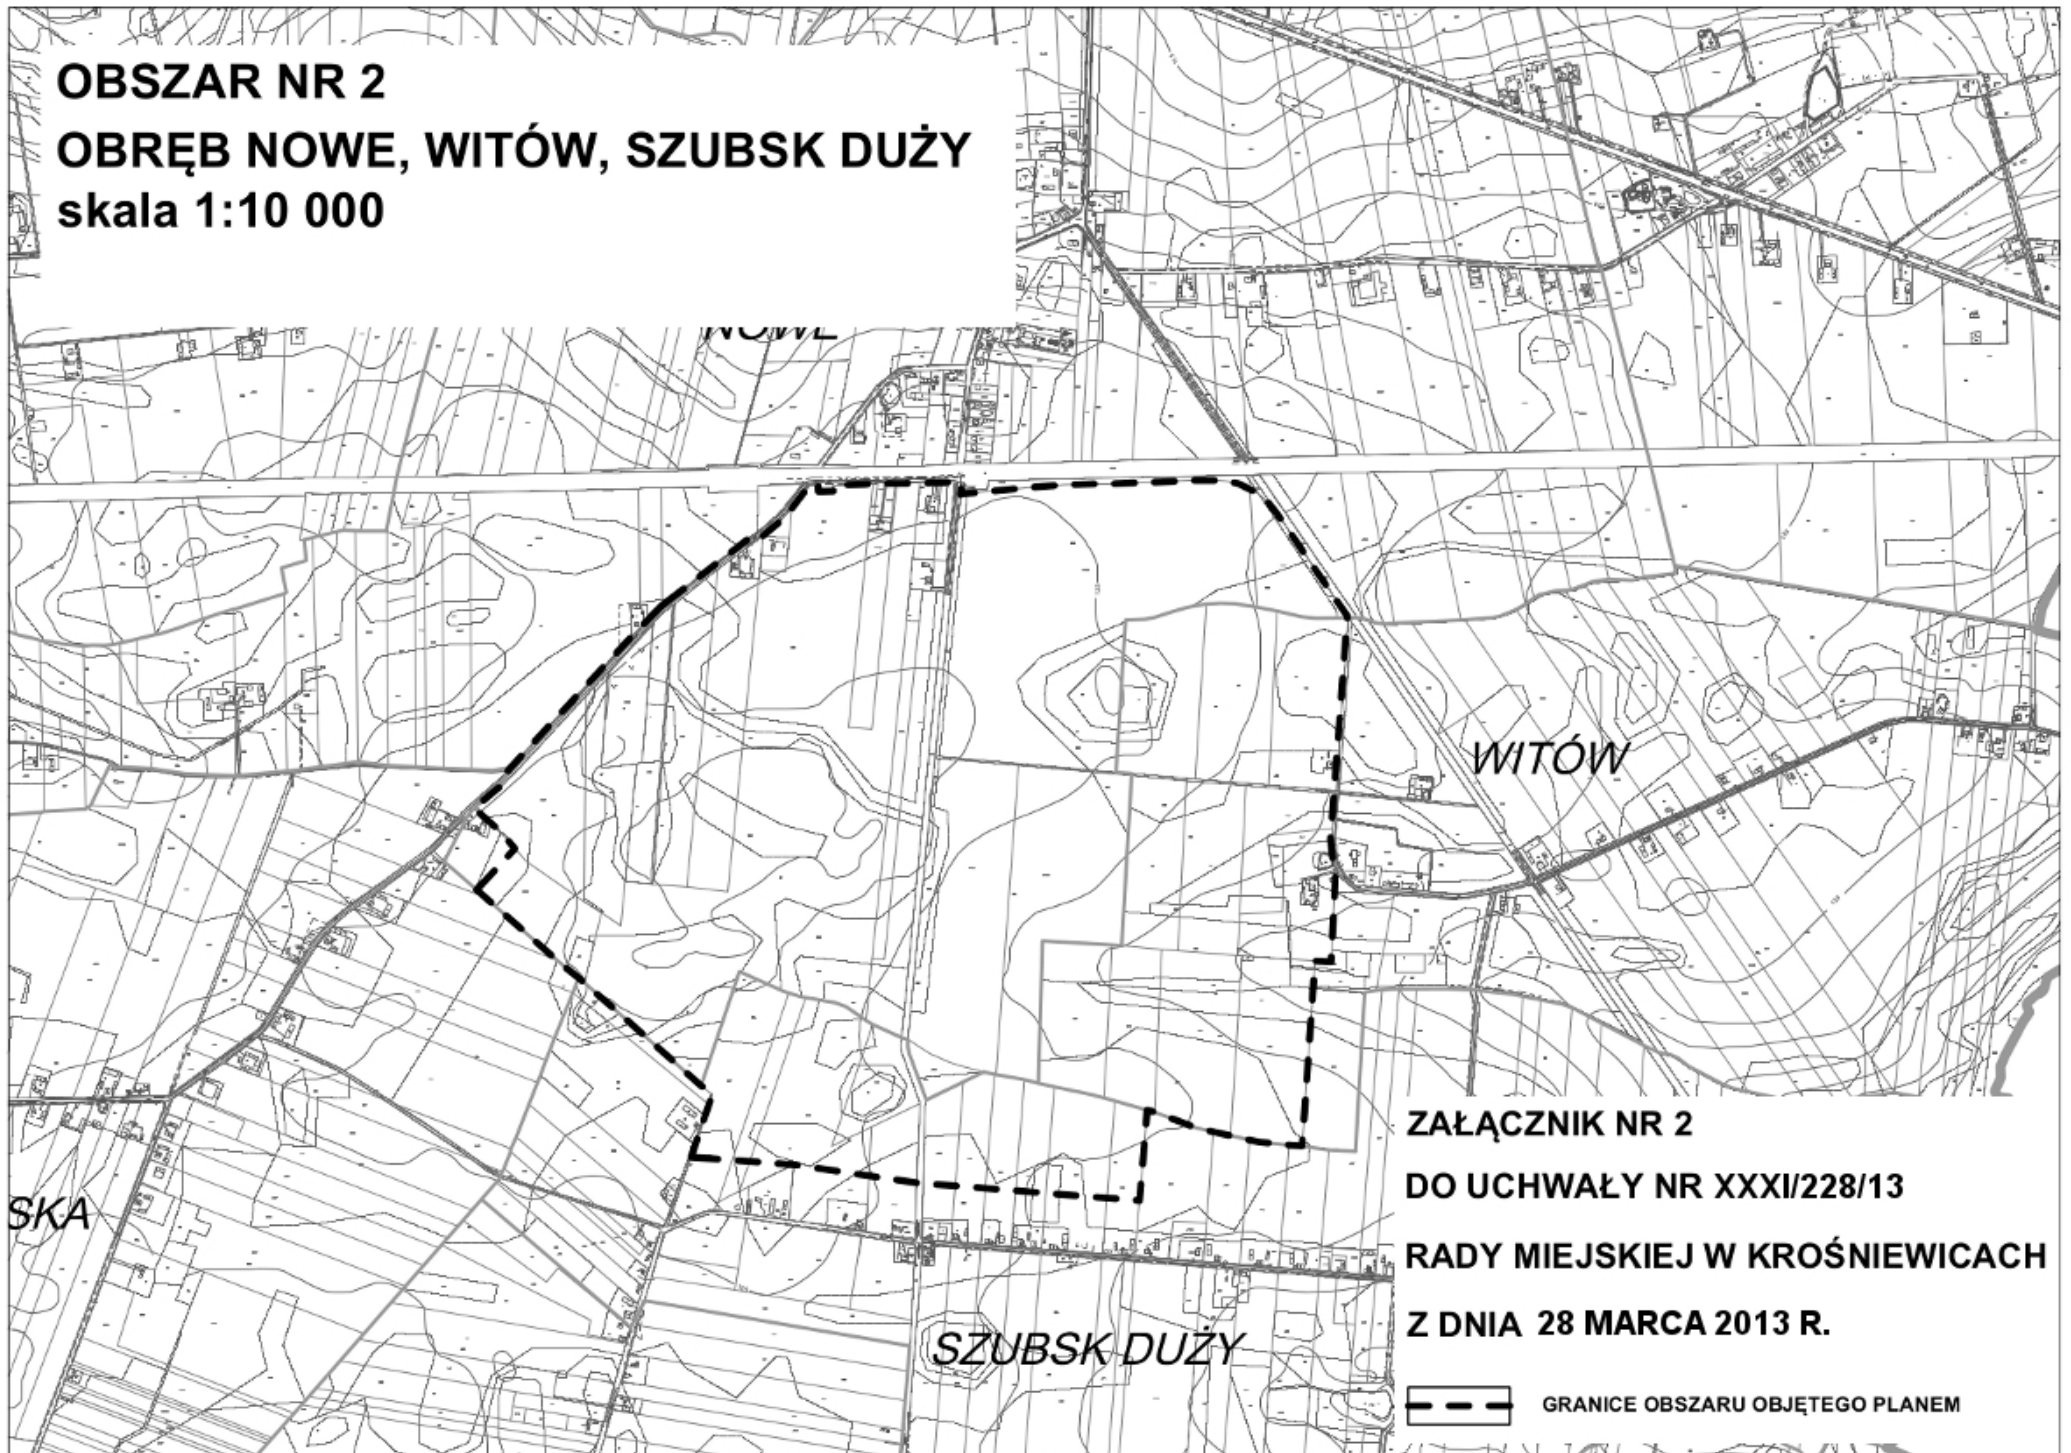 OBSZAR NR 2
OBRĘB NOWE, WITÓW, SZUBSK DUŻY
skala 1:10 000
NOWE
WITÓW
SKA
SZUBSK DUŻY
ZAŁĄCZNIK NR 2
DO UCHWAŁY NR XXXI/228/13
RADY MIEJSKIEJ W KROŚNIEWICACH
Z DNIA 28 MARCA 2013 R.
GRANICE OBSZARU OBJĘTEGO PLANEM